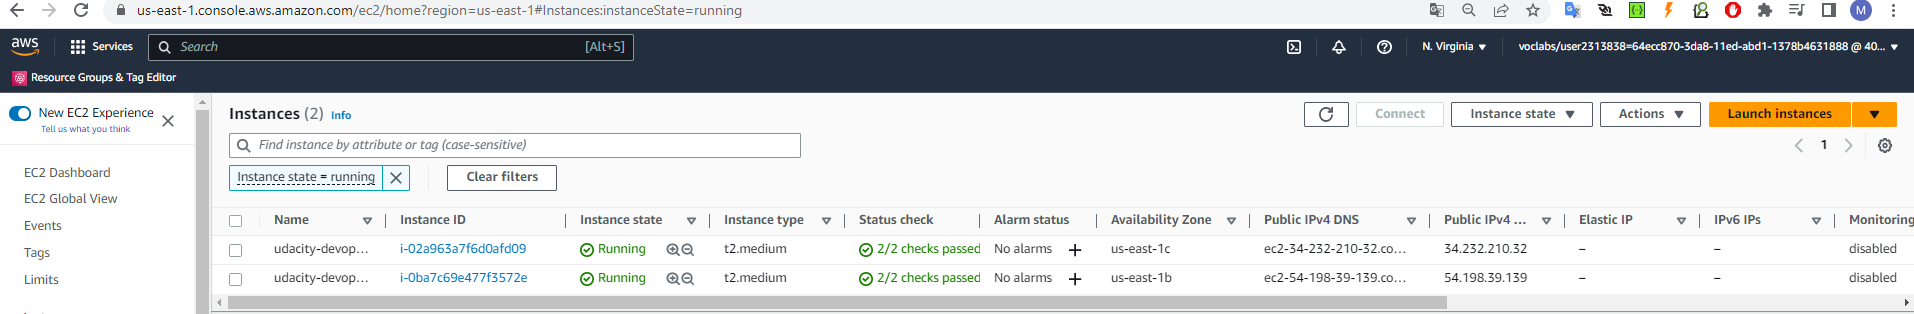 us-east-1.console.aws.amazon.com/ec2/home?region=us-east-1#Instances:instanceState=running
M
aws Services Search [Alt+S] N. Virginia voclabs/user2313838=64ecc870-3da8-11ed-abd1-1378b4631888 @ 40...
Resource Groups & Tag Editor
New EC2 Experience
Tell us what you think
EC2 Dashboard
EC2 Global View
Events
Tags
Limits
Instances (2) Info Connect Instance state Actions Launch instances
Find instance by attribute or tag (case-sensitive) 1
Instance state = running Clear filters
Name Instance ID Instance state Instance type Status check Alarm status Availability Zone Public IPv4 DNS Public IPv4 ... Elastic IP IPv6 IPs Monitoring
udacity-devop... i-02a963a7f6d0afd09 Running t2.medium 2/2 checks passed No alarms + us-east-1c ec2-34-232-210-32.co... 34.232.210.32 – – disabled
udacity-devop... i-0ba7c69e477f3572e Running t2.medium 2/2 checks passed No alarms + us-east-1b ec2-54-198-39-139.co... 54.198.39.139 – – disabled